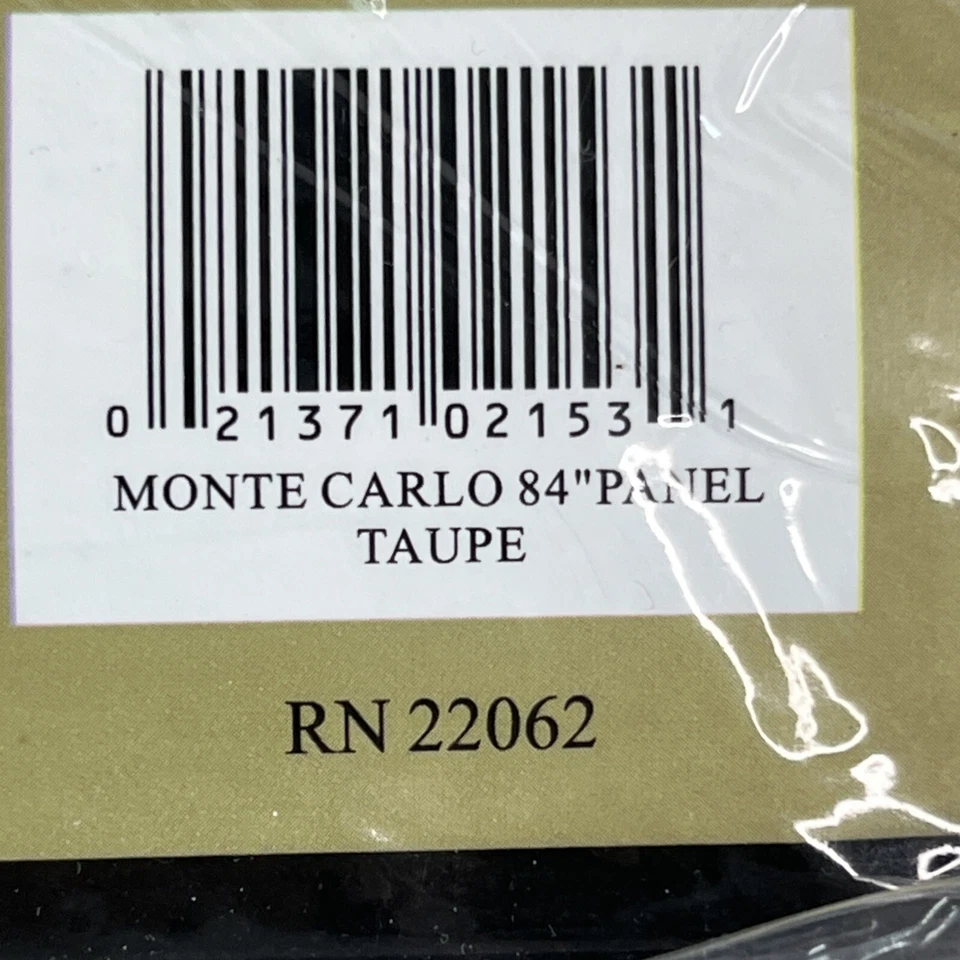 0 21371 02153 1
MONTE CARLO 84"PANEL
TAUPE
RN 22062